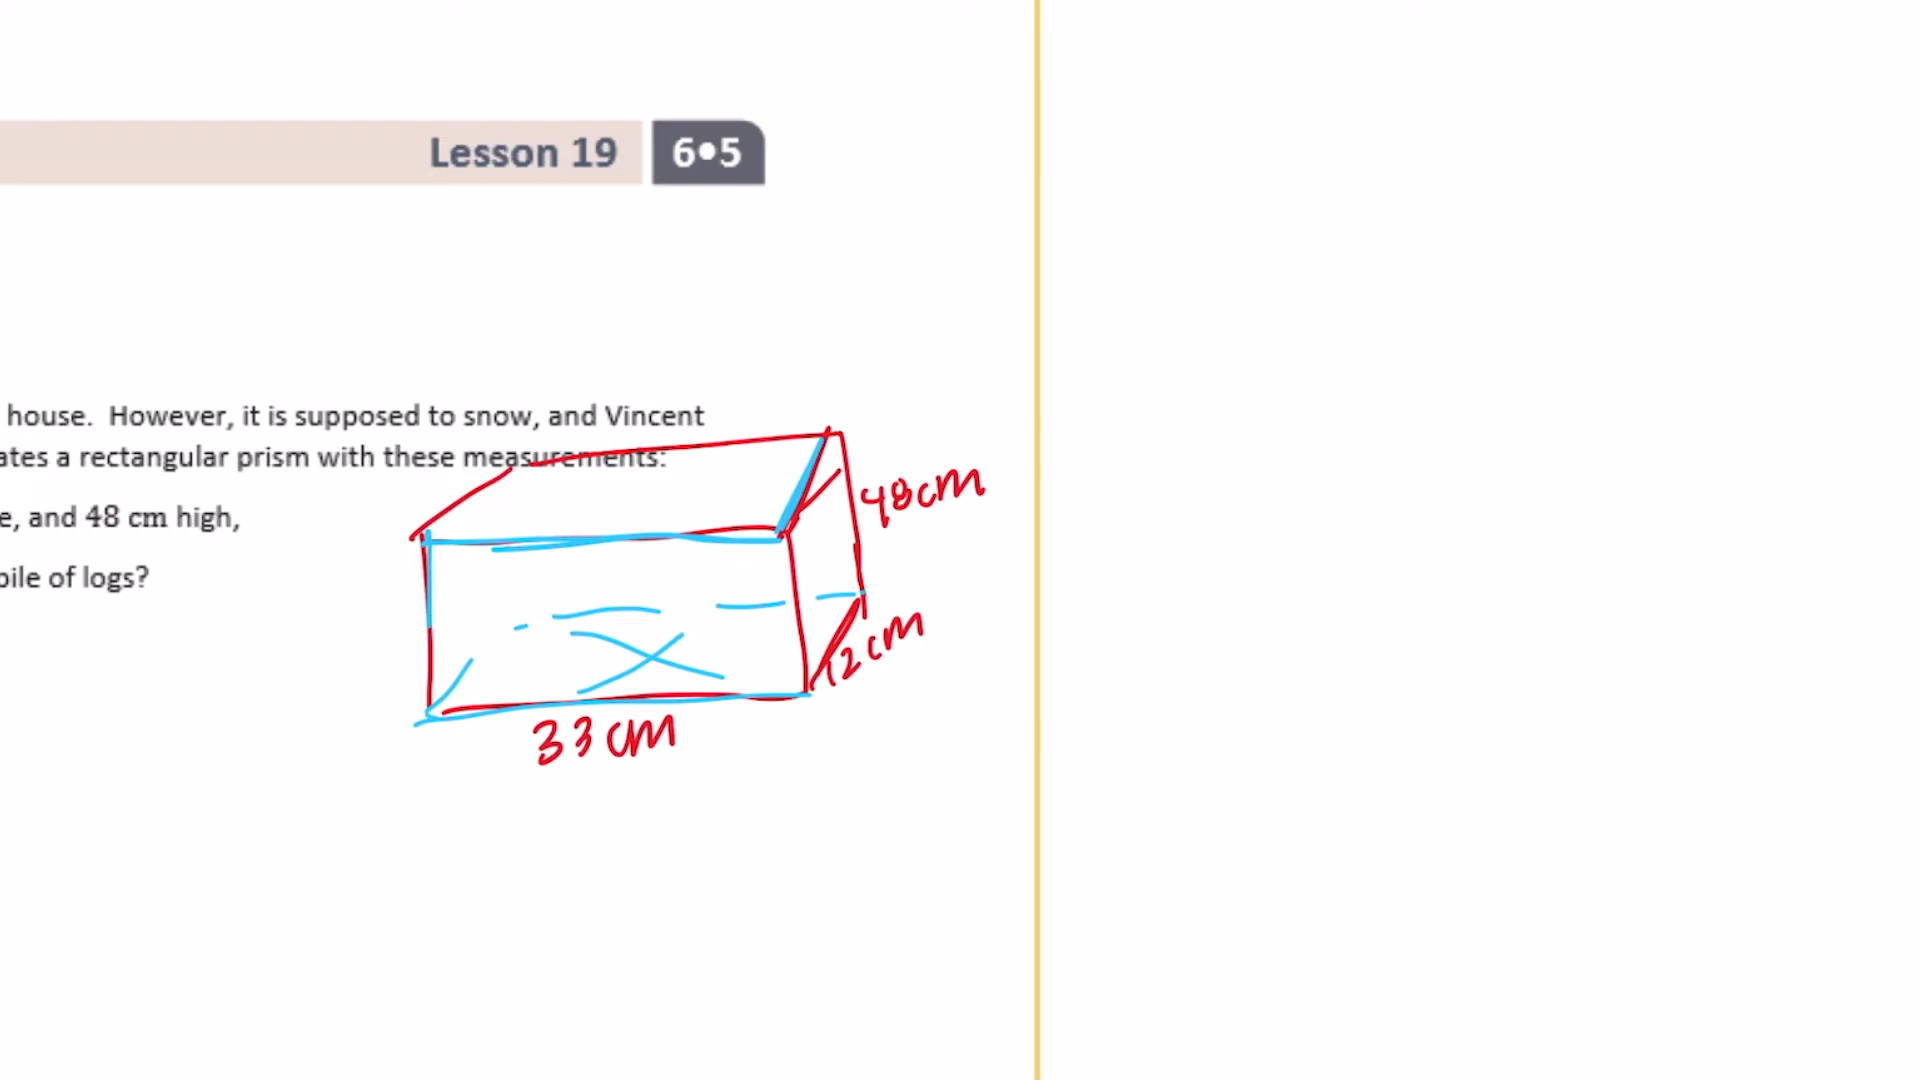 Lesson 19 6•5
house. However, it is supposed to snow, and Vincent
ates a rectangular prism with these measurements:
e, and 48 cm high,
pile of logs?
48cm
12cm
33cm